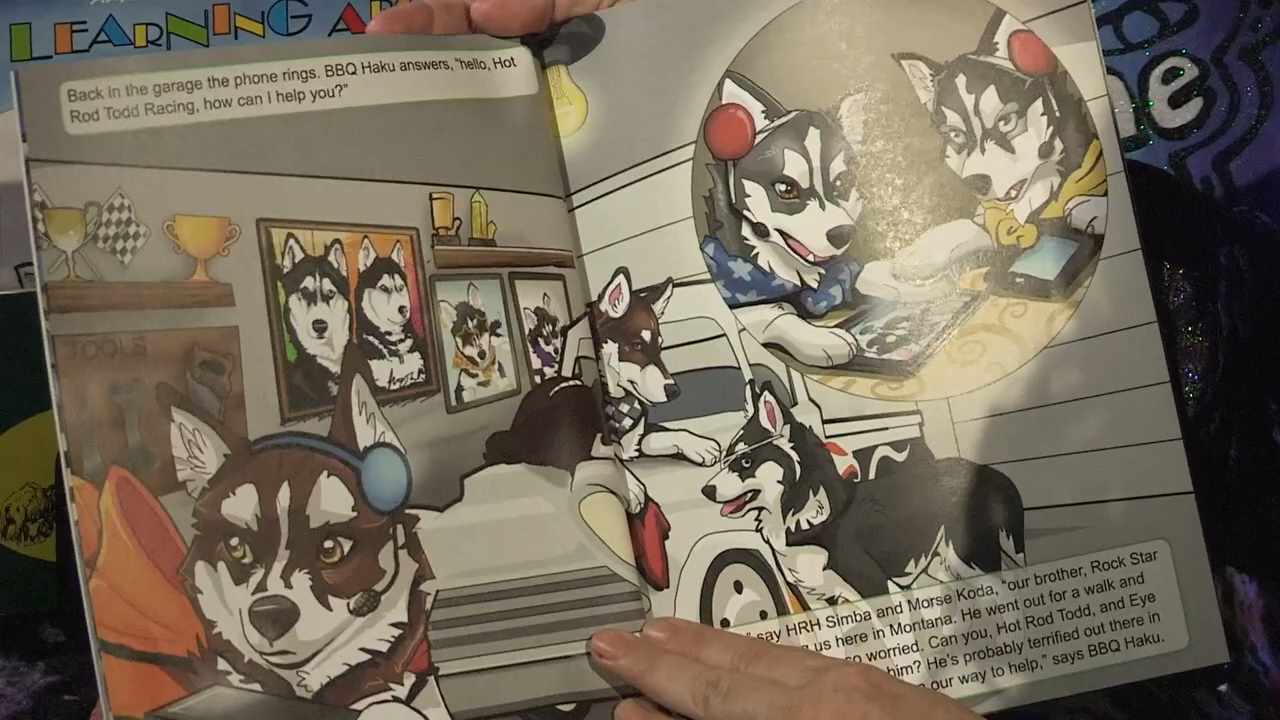 LEARNING A
Back in the garage the phone rings. BBQ Haku answers, "hello, Hot
Rod Todd Racing, how can I help you?"
TOOLS
" say HRH Simba and Morse Koda, "our brother, Rock Star
us here in Montana. He went out for a walk and
so worried. Can you, Hot Rod Todd, and Eye
him? He's probably terrified out there in
our way to help," says BBQ Haku.